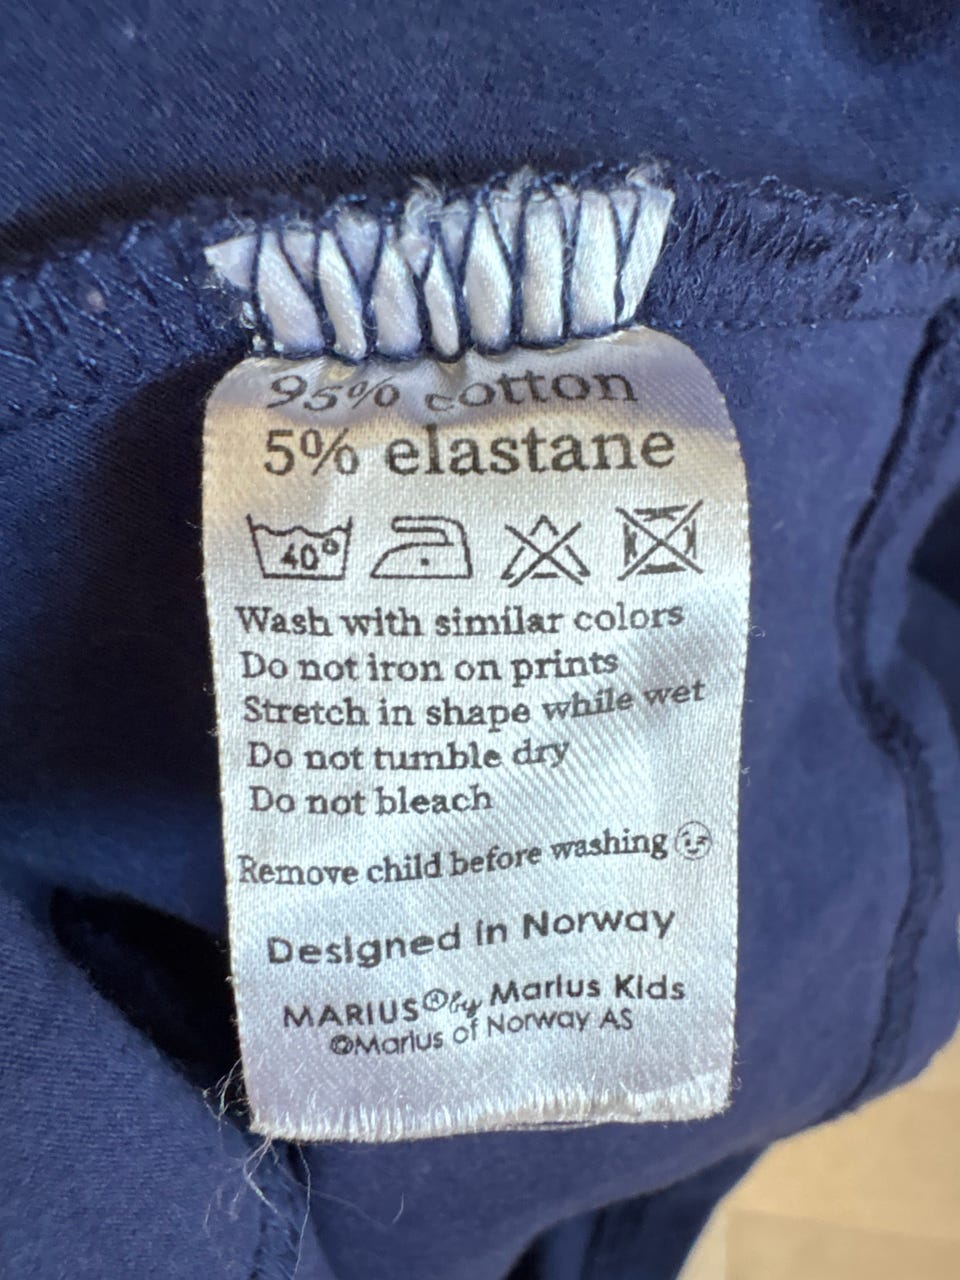 95% cotton
5% elastane
40°
Wash with similar colors
Do not iron on prints
Stretch in shape while wet
Do not tumble dry
Do not bleach
Remove child before washing 😉
Designed in Norway
MARIUS® by Marius Kids
©Marius of Norway AS